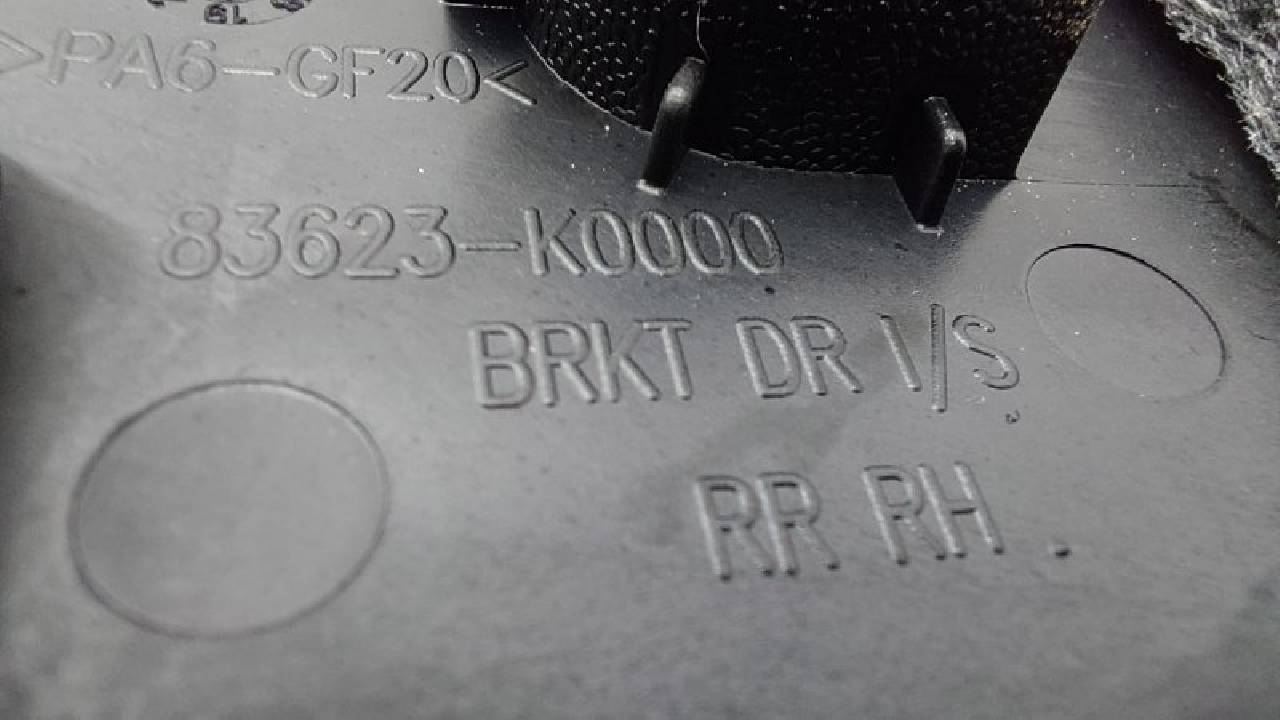 >PA6-GF20<
83623-K0000
BRKT DR I/S
RR RH .